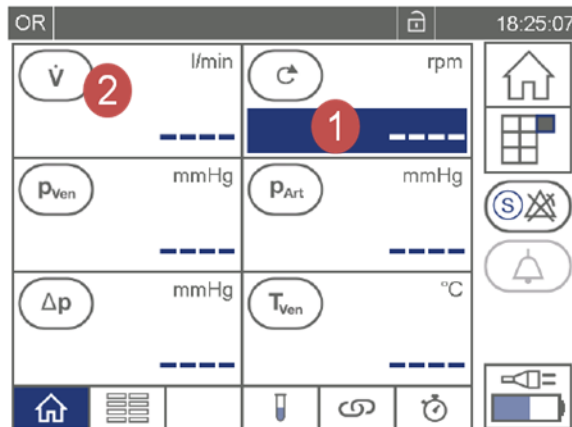 OR 18:25:07
V̇ 2 l/min rpm
1
pVen mmHg pArt mmHg
S
Δp mmHg TVen °C